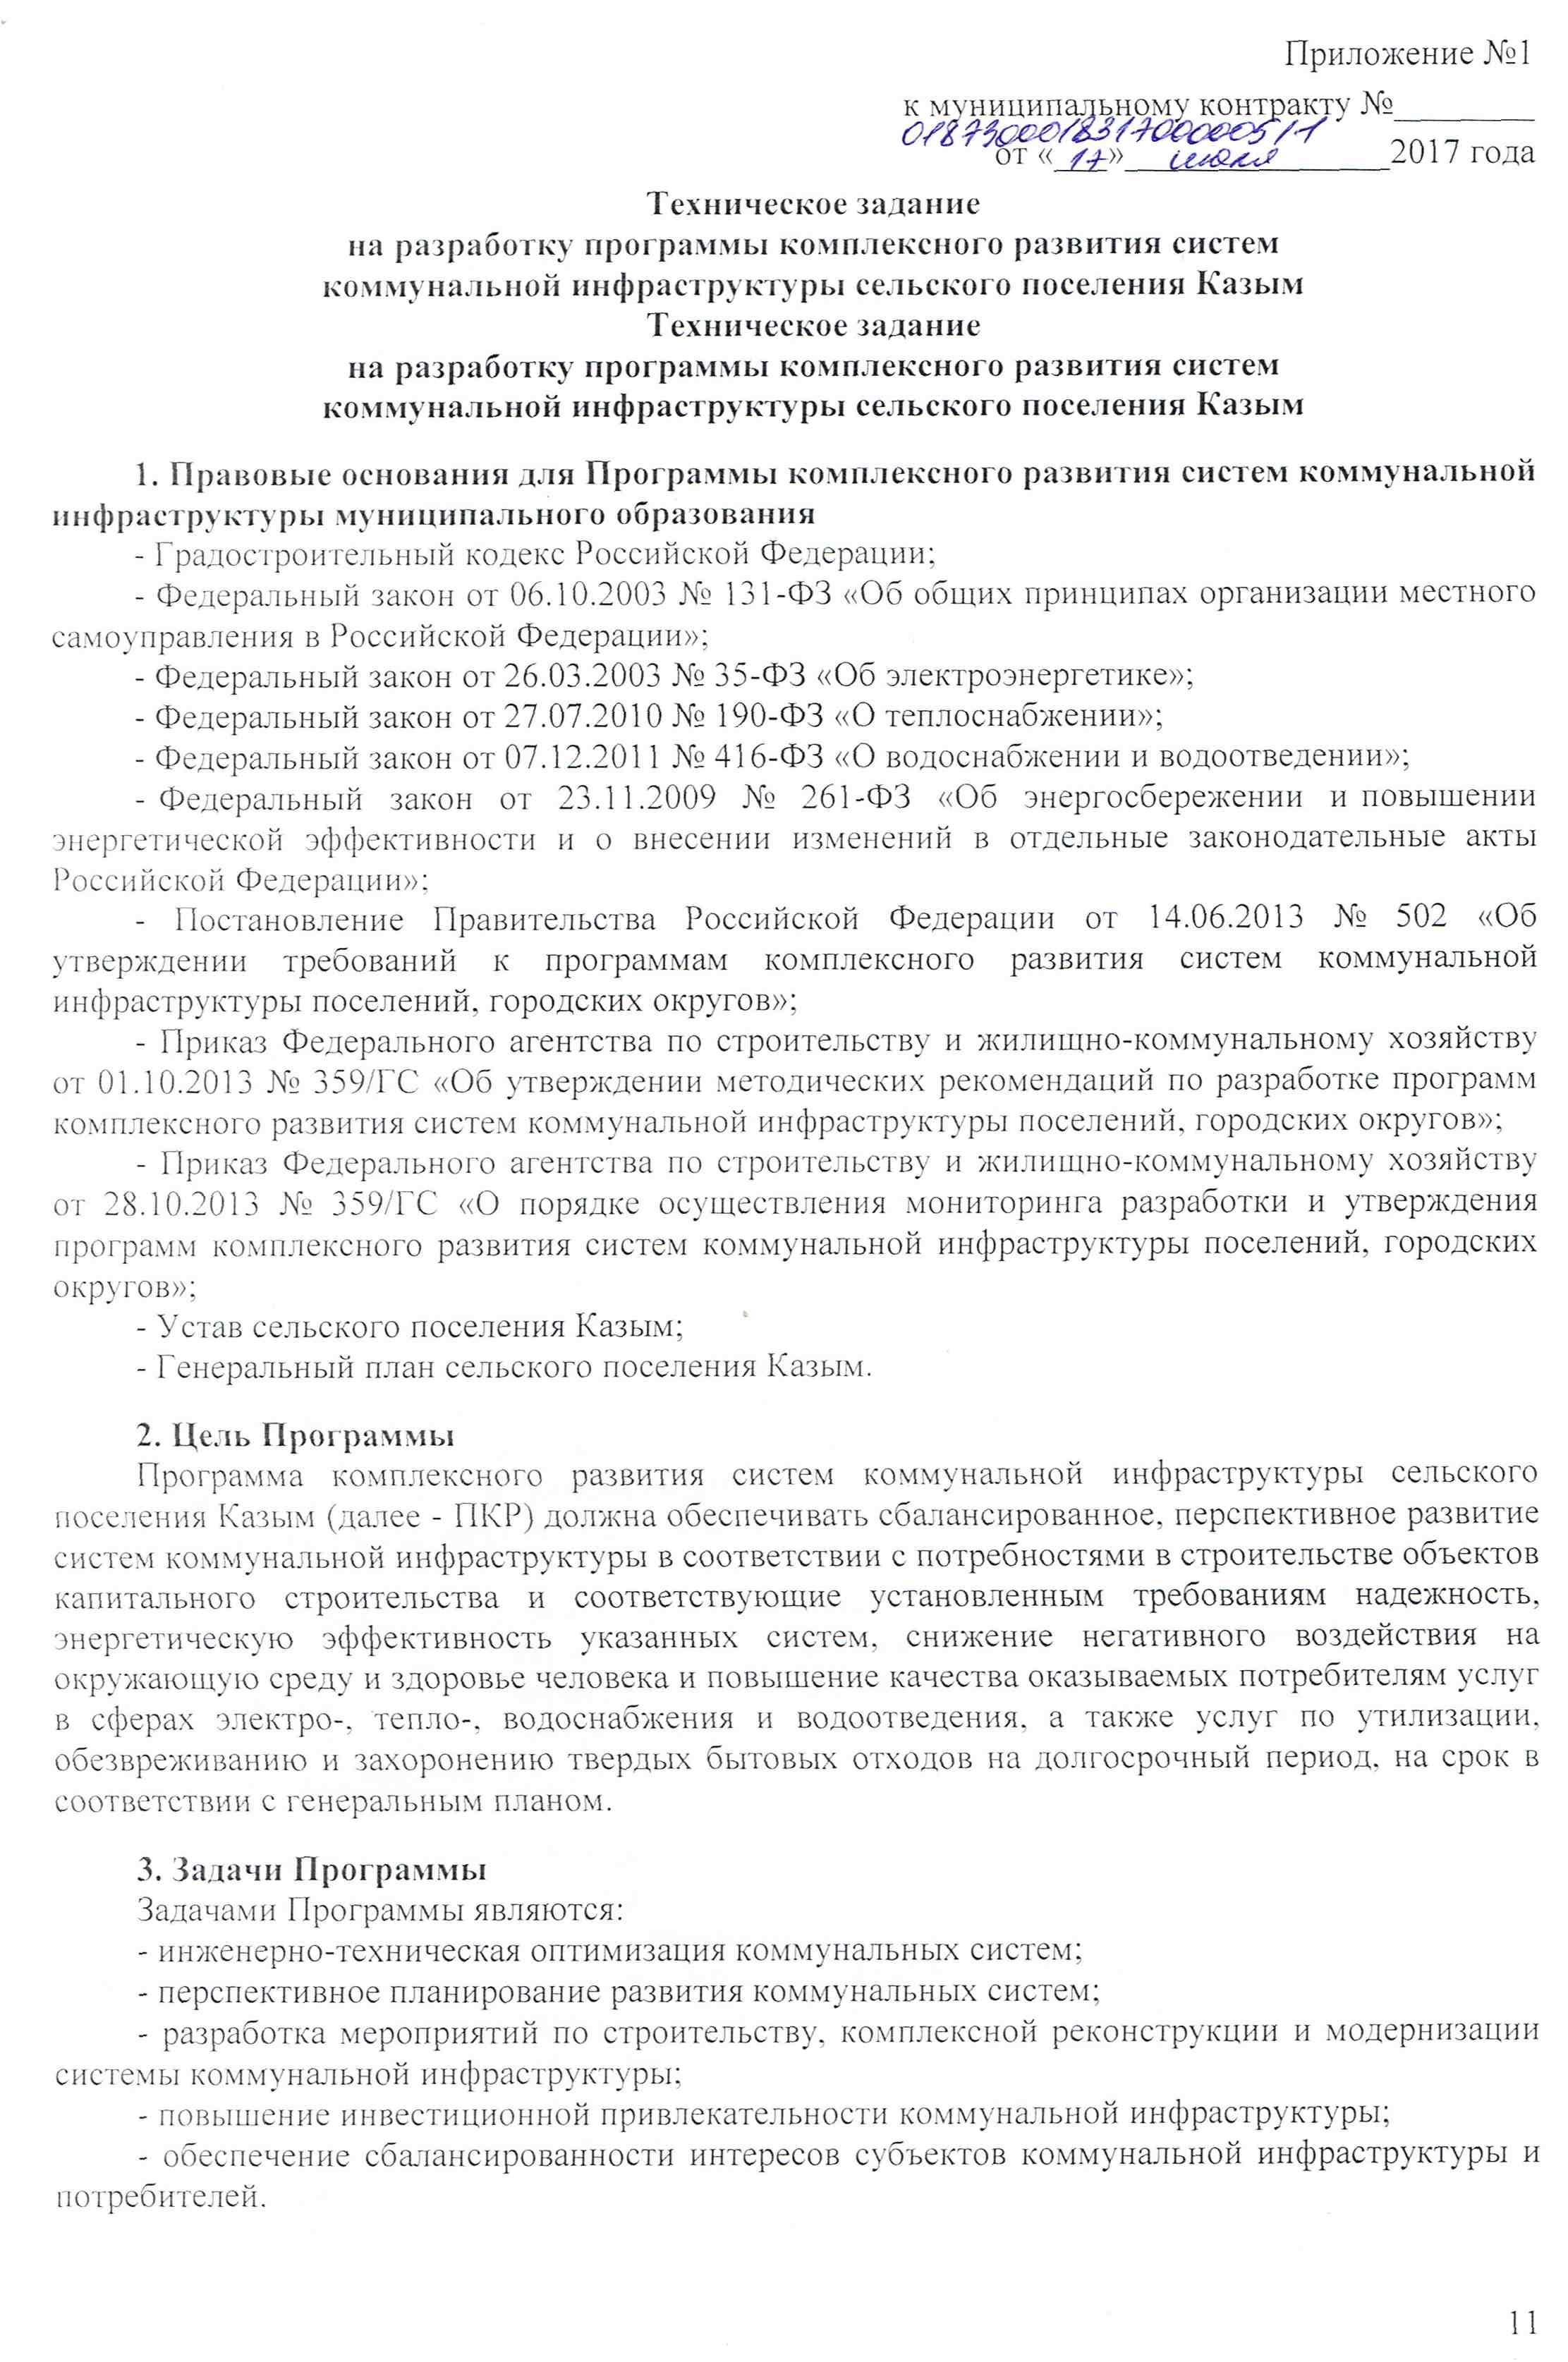 Приложение №1
к муниципальному контракту №_________
0187300018317000005/1
от «17» июля 2017 года
Техническое задание
на разработку программы комплексного развития систем
коммунальной инфраструктуры сельского поселения Казым
Техническое задание
на разработку программы комплексного развития систем
коммунальной инфраструктуры сельского поселения Казым
1. Правовые основания для Программы комплексного развития систем коммунальной
инфраструктуры муниципального образования
- Градостроительный кодекс Российской Федерации;
- Федеральный закон от 06.10.2003 № 131-ФЗ «Об общих принципах организации местного
самоуправления в Российской Федерации»;
- Федеральный закон от 26.03.2003 № 35-ФЗ «Об электроэнергетике»;
- Федеральный закон от 27.07.2010 № 190-ФЗ «О теплоснабжении»;
- Федеральный закон от 07.12.2011 № 416-ФЗ «О водоснабжении и водоотведении»;
- Федеральный закон от 23.11.2009 № 261-ФЗ «Об энергосбережении и повышении
энергетической эффективности и о внесении изменений в отдельные законодательные акты
Российской Федерации»;
- Постановление Правительства Российской Федерации от 14.06.2013 № 502 «Об
утверждении требований к программам комплексного развития систем коммунальной
инфраструктуры поселений, городских округов»;
- Приказ Федерального агентства по строительству и жилищно-коммунальному хозяйству
от 01.10.2013 № 359/ГС «Об утверждении методических рекомендаций по разработке программ
комплексного развития систем коммунальной инфраструктуры поселений, городских округов»;
- Приказ Федерального агентства по строительству и жилищно-коммунальному хозяйству
от 28.10.2013 № 359/ГС «О порядке осуществления мониторинга разработки и утверждения
программ комплексного развития систем коммунальной инфраструктуры поселений, городских
округов»;
- Устав сельского поселения Казым;
- Генеральный план сельского поселения Казым.
2. Цель Программы
Программа комплексного развития систем коммунальной инфраструктуры сельского
поселения Казым (далее - ПКР) должна обеспечивать сбалансированное, перспективное развитие
систем коммунальной инфраструктуры в соответствии с потребностями в строительстве объектов
капитального строительства и соответствующие установленным требованиям надежность,
энергетическую эффективность указанных систем, снижение негативного воздействия на
окружающую среду и здоровье человека и повышение качества оказываемых потребителям услуг
в сферах электро-, тепло-, водоснабжения и водоотведения, а также услуг по утилизации,
обезвреживанию и захоронению твердых бытовых отходов на долгосрочный период, на срок в
соответствии с генеральным планом.
3. Задачи Программы
Задачами Программы являются:
- инженерно-техническая оптимизация коммунальных систем;
- перспективное планирование развития коммунальных систем;
- разработка мероприятий по строительству, комплексной реконструкции и модернизации
системы коммунальной инфраструктуры;
- повышение инвестиционной привлекательности коммунальной инфраструктуры;
- обеспечение сбалансированности интересов субъектов коммунальной инфраструктуры и
потребителей.
11